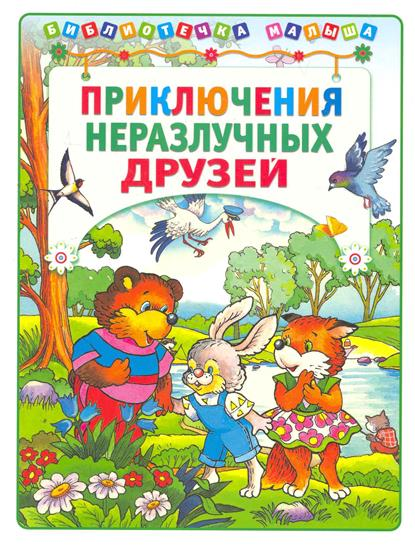 БИБЛИОТЕЧКА МАЛЫША
ПРИКЛЮЧЕНИЯ
НЕРАЗЛУЧНЫХ
ДРУЗЕЙ